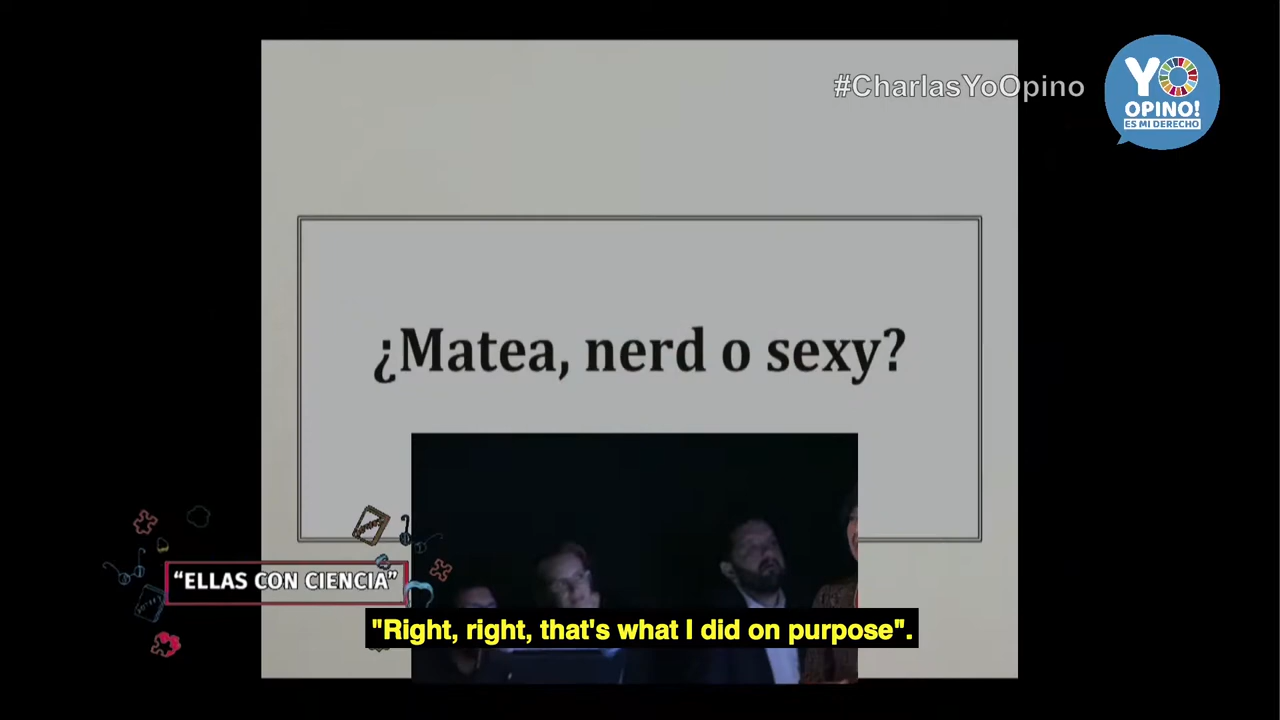 #CharlasYoOpino
YO
OPINO!
ES MI DERECHO
¿Matea, nerd o sexy?
“ELLAS CON CIENCIA”
"Right, right, that's what I did on purpose".